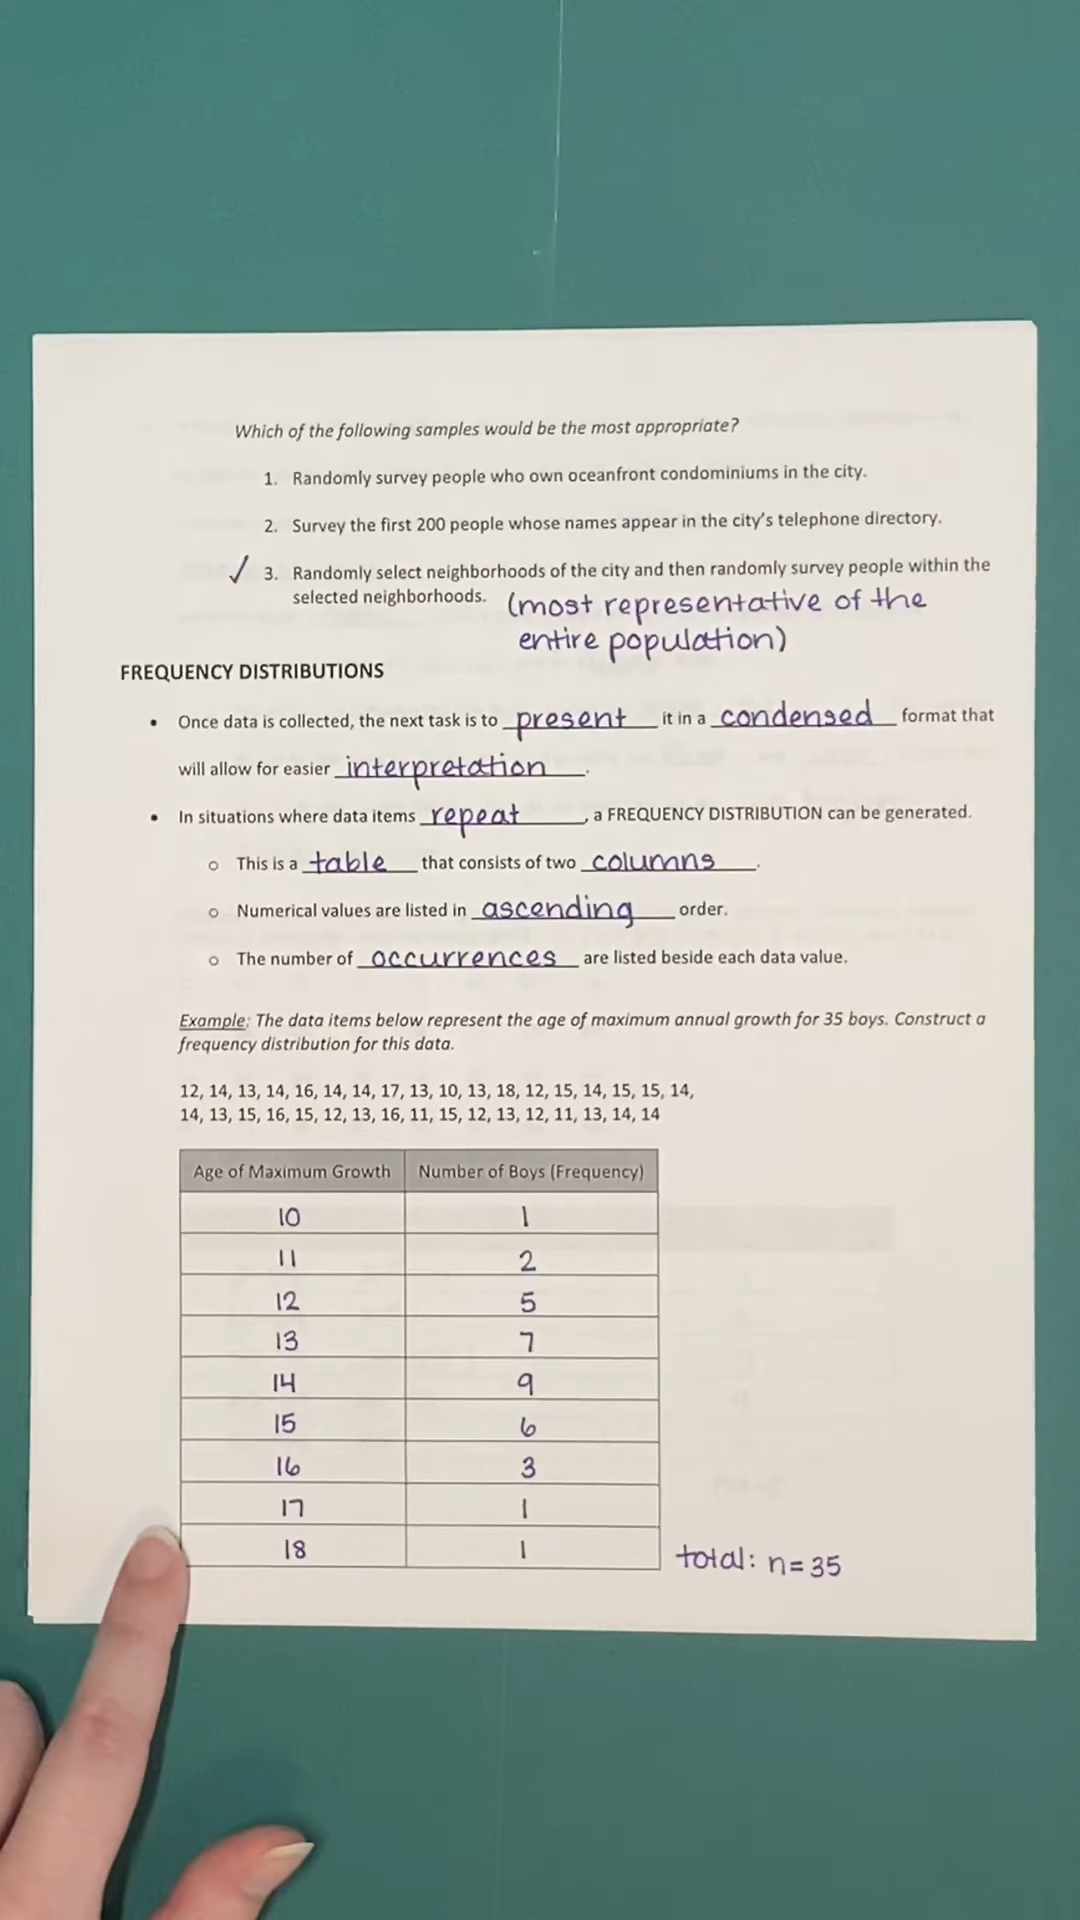 Which of the following samples would be the most appropriate?
1. Randomly survey people who own oceanfront condominiums in the city.
2. Survey the first 200 people whose names appear in the city's telephone directory.
✓ 3. Randomly select neighborhoods of the city and then randomly survey people within the
selected neighborhoods. (most representative of the
entire population)
FREQUENCY DISTRIBUTIONS
• Once data is collected, the next task is to present it in a condensed format that
will allow for easier interpretation.
• In situations where data items repeat, a FREQUENCY DISTRIBUTION can be generated.
o This is a table that consists of two columns.
o Numerical values are listed in ascending order.
o The number of occurrences are listed beside each data value.
Example: The data items below represent the age of maximum annual growth for 35 boys. Construct a
frequency distribution for this data.
12, 14, 13, 14, 16, 14, 14, 17, 13, 10, 13, 18, 12, 15, 14, 15, 15, 14,
14, 13, 15, 16, 15, 12, 13, 16, 11, 15, 12, 13, 12, 11, 13, 14, 14
Age of Maximum Growth Number of Boys (Frequency)
10 1
11 2
12 5
13 7
14 9
15 6
16 3
17 1
18 1 total: n=35